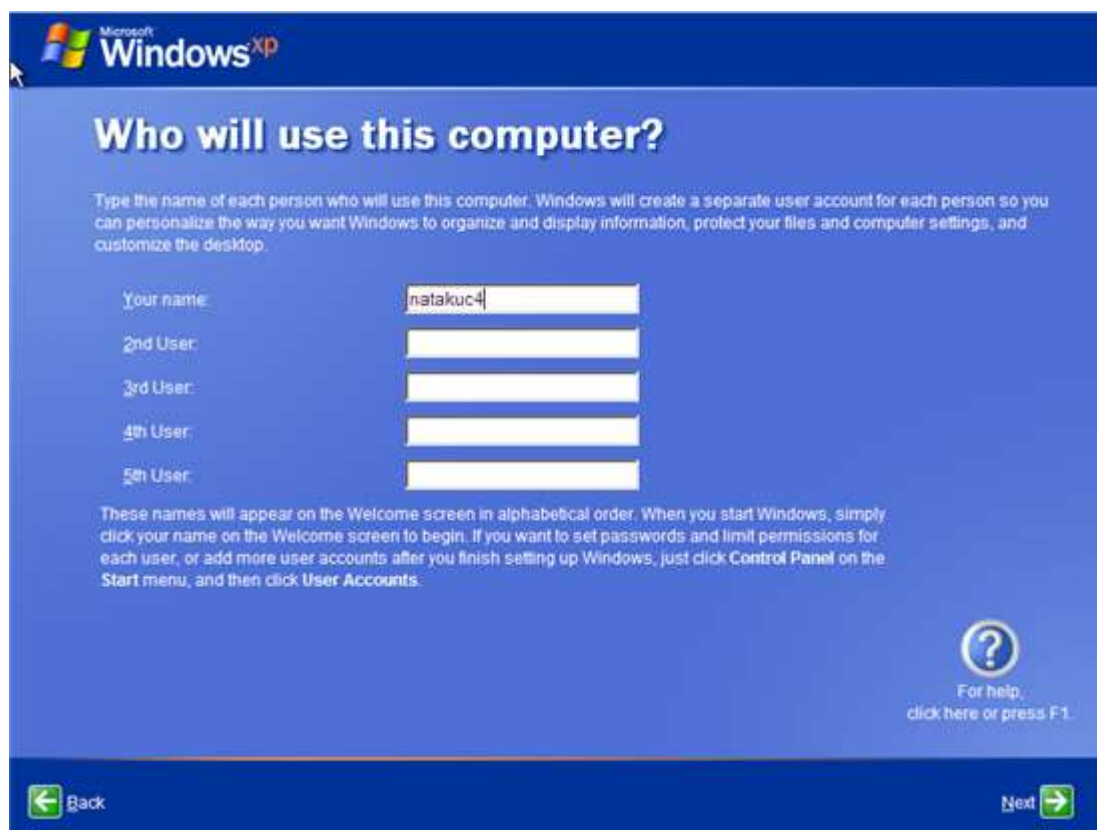 Microsoft
Windows xp
Who will use this computer?
Type the name of each person who will use this computer. Windows will create a separate user account for each person so you
can personalize the way you want Windows to organize and display information, protect your files and computer settings, and
customize the desktop.
Your name: natakuc4
2nd User:
3rd User:
4th User:
5th User:
These names will appear on the Welcome screen in alphabetical order. When you start Windows, simply
click your name on the Welcome screen to begin. If you want to set passwords and limit permissions for
each user, or add more user accounts after you finish setting up Windows, just click Control Panel on the
Start menu, and then click User Accounts.
For help,
click here or press F1.
Back
Next